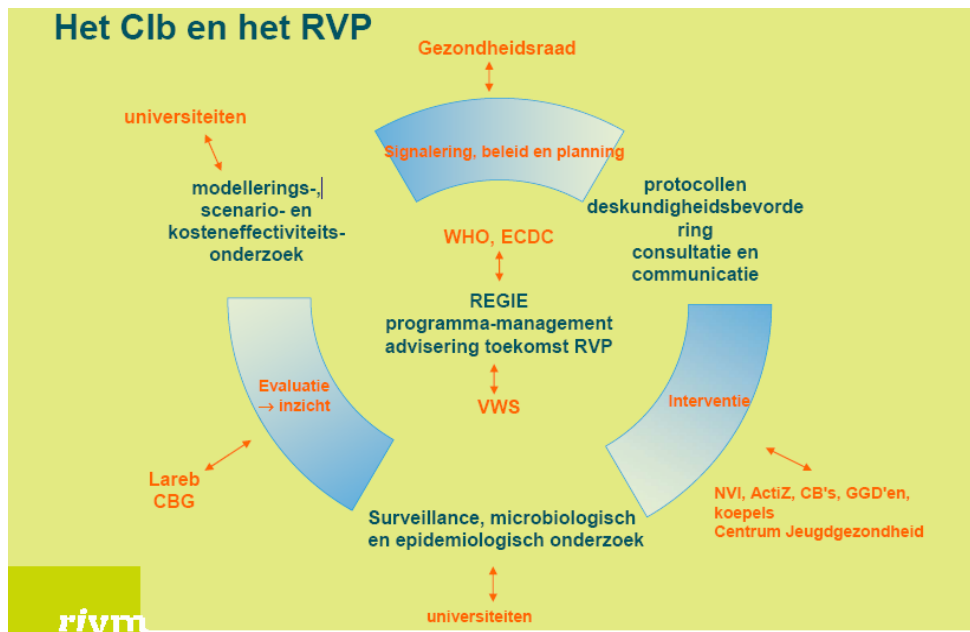 Het CIb en het RVP
Gezondheidsraad
universiteiten
Signalering, beleid en planning
modellerings-,
scenario- en
kosteneffectiviteits-
onderzoek
protocollen
deskundigheidsbevorde
ring
consultatie en
communicatie
WHO, ECDC
REGIE
programma-management
advisering toekomst RVP
VWS
Evaluatie
→ inzicht
Interventie
Lareb
CBG
NVI, ActiZ, CB's, GGD'en,
koepels
Centrum Jeugdgezondheid
Surveillance, microbiologisch
en epidemiologisch onderzoek
universiteiten
rivm